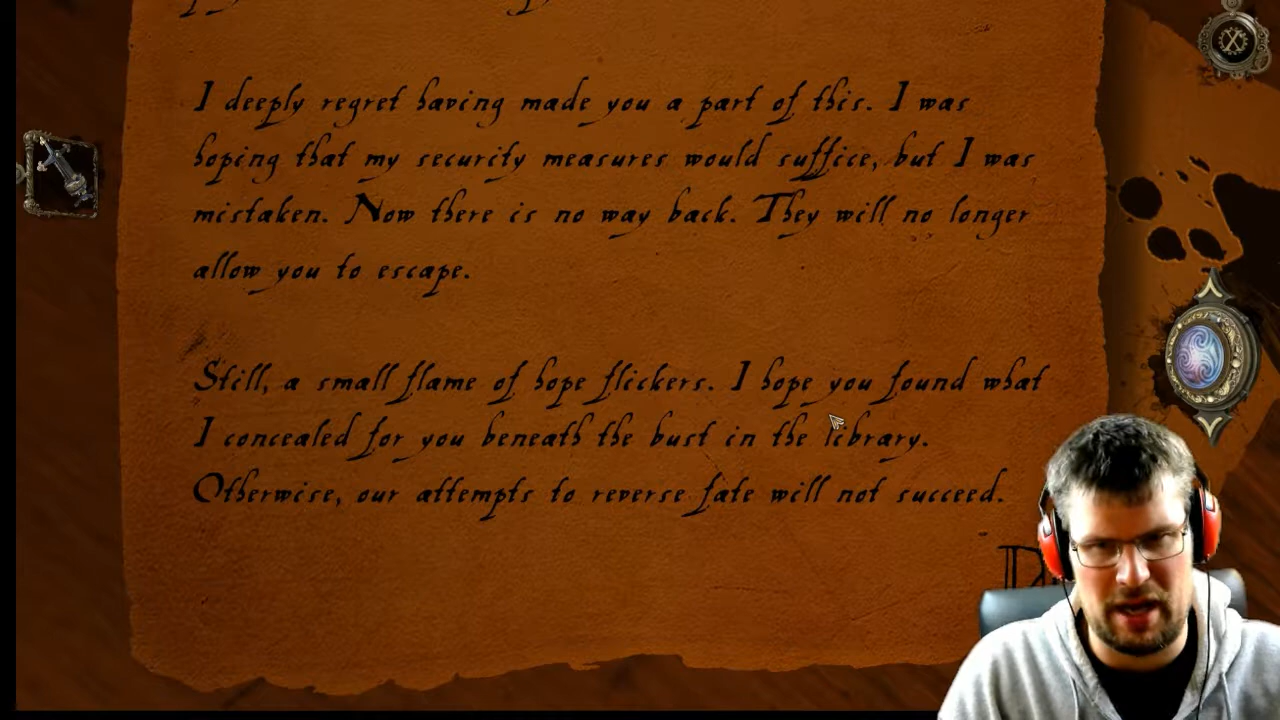 I deeply regret having made you a part of this. I was
hoping that my security measures would suffice, but I was
mistaken. Now there is no way back. They will no longer
allow you to escape.
Still, a small flame of hope flickers. I hope you found what
I concealed for you beneath the bust in the library.
Otherwise, our attempts to reverse fate will not succeed.